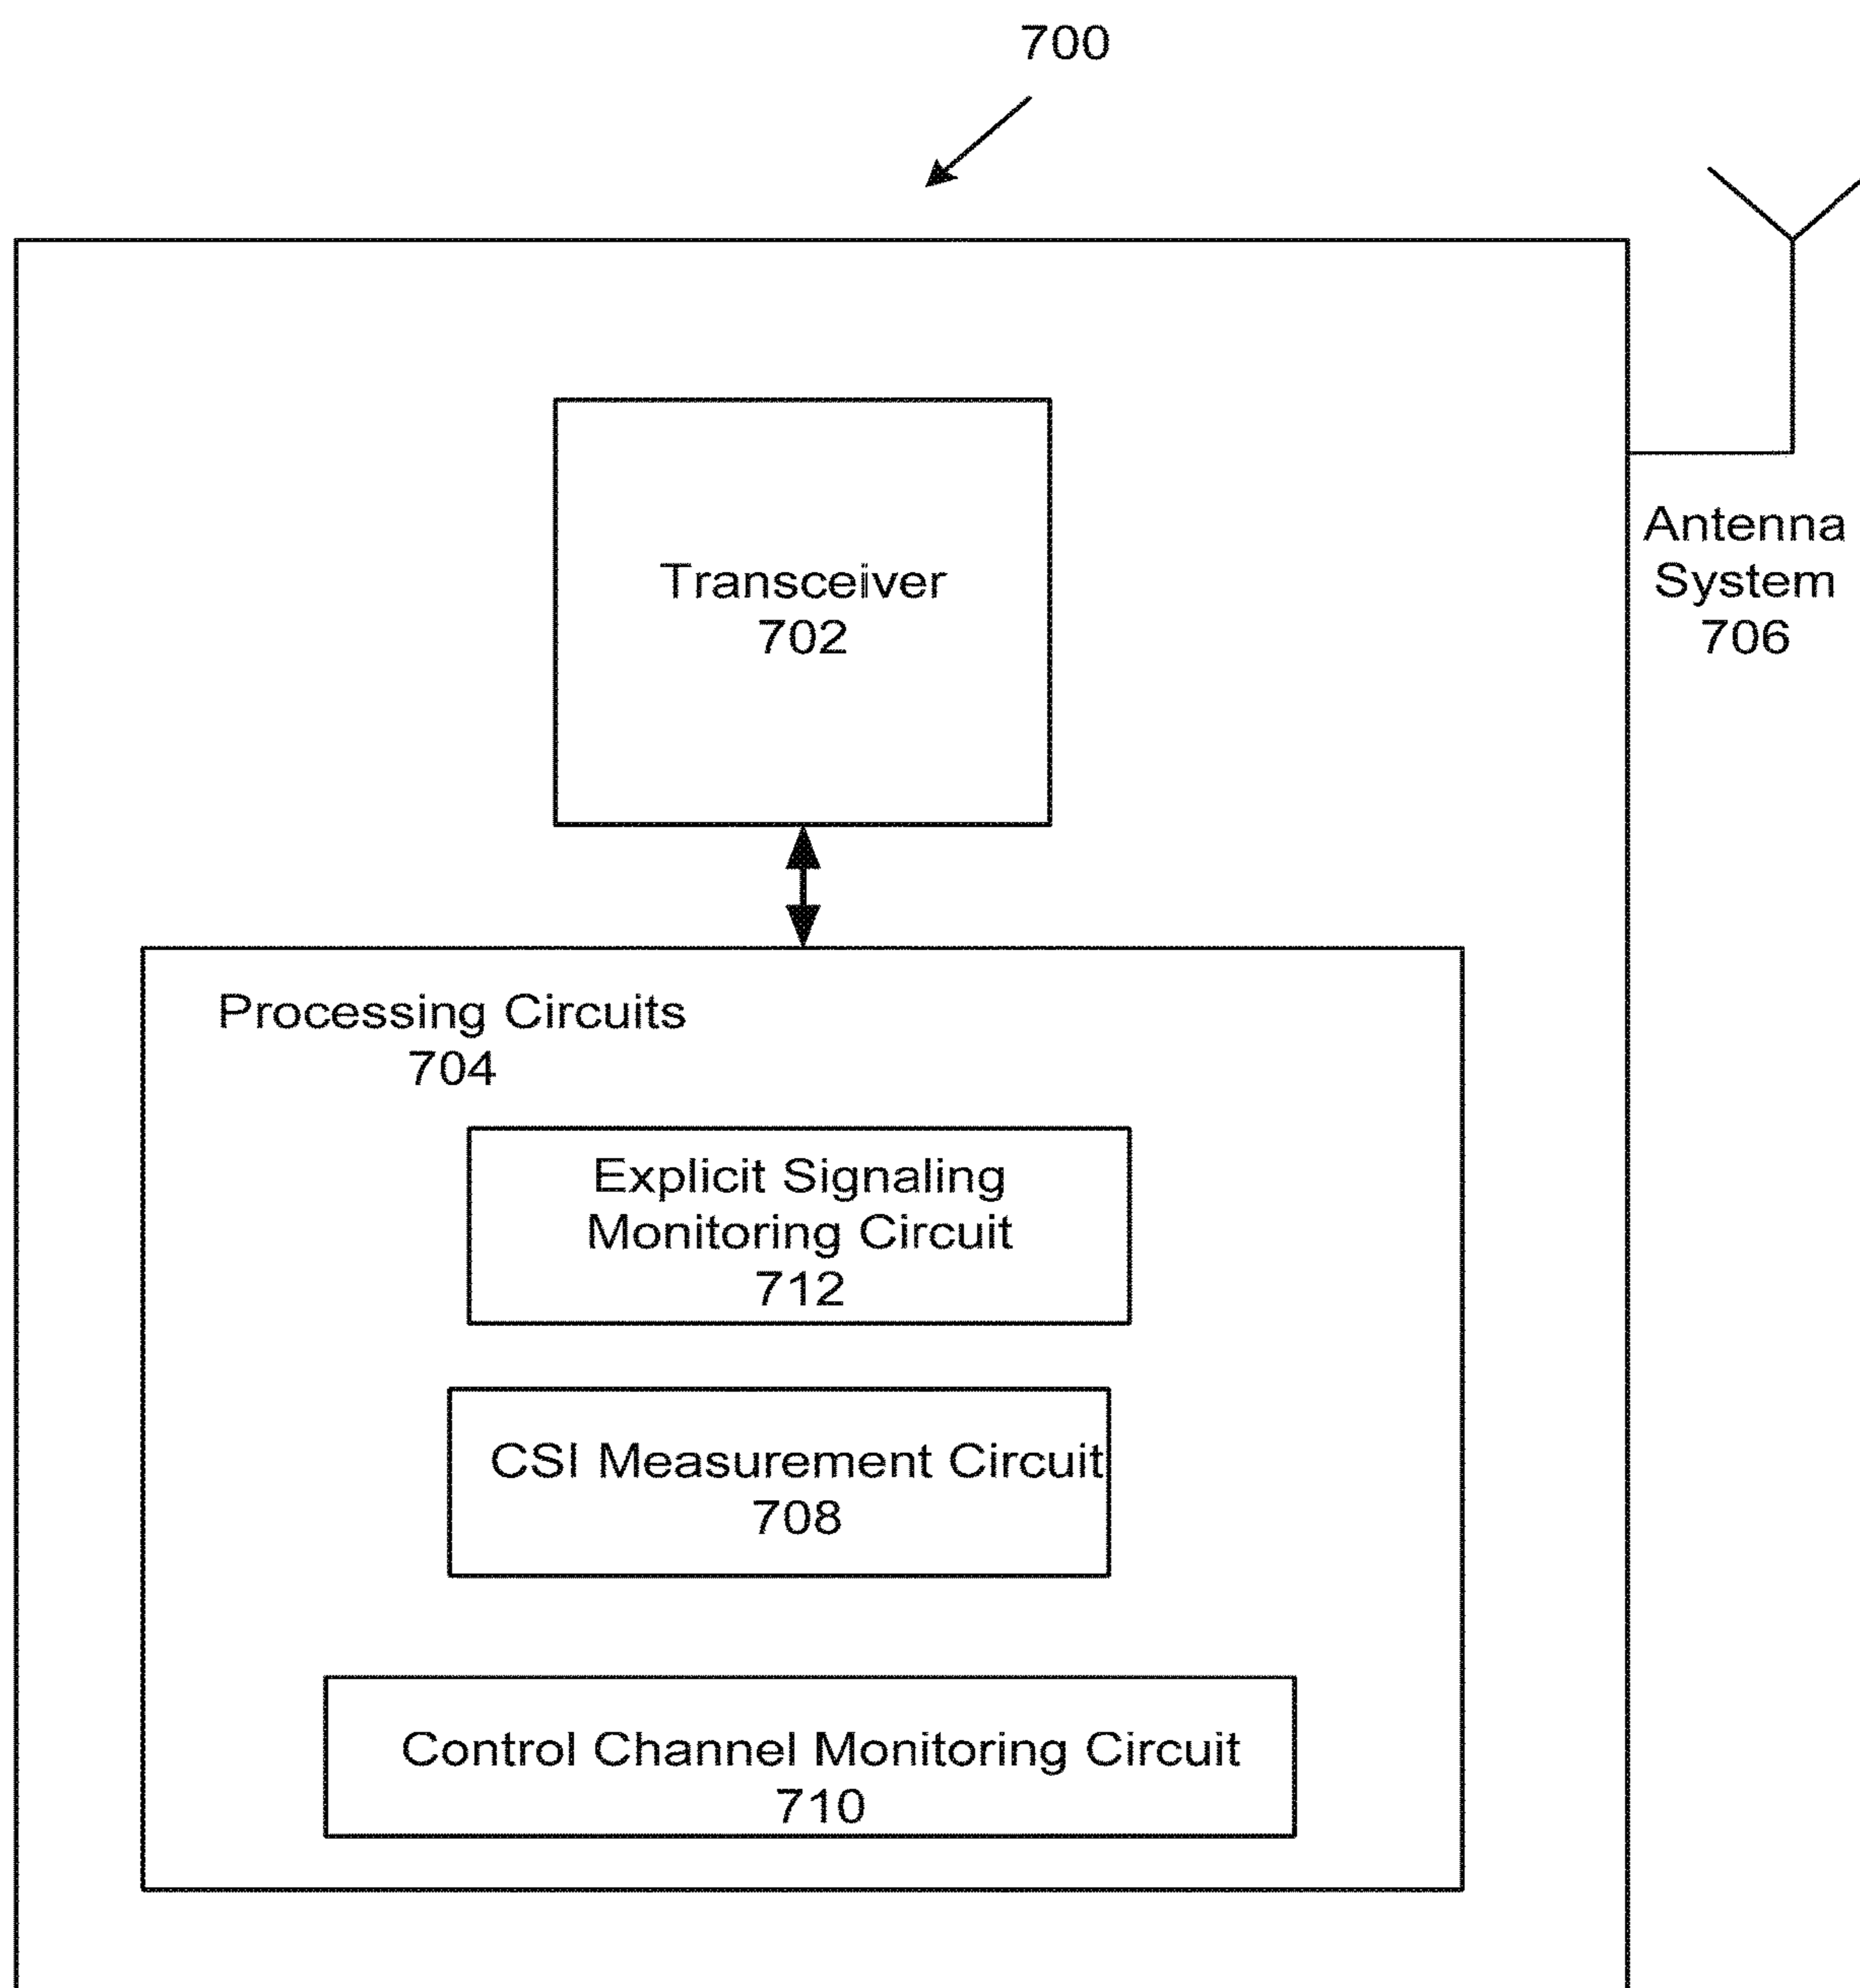 700
Transceiver
702
Antenna
System
706
Processing Circuits
704
Explicit Signaling
Monitoring Circuit
712
CSI Measurement Circuit
708
Control Channel Monitoring Circuit
710